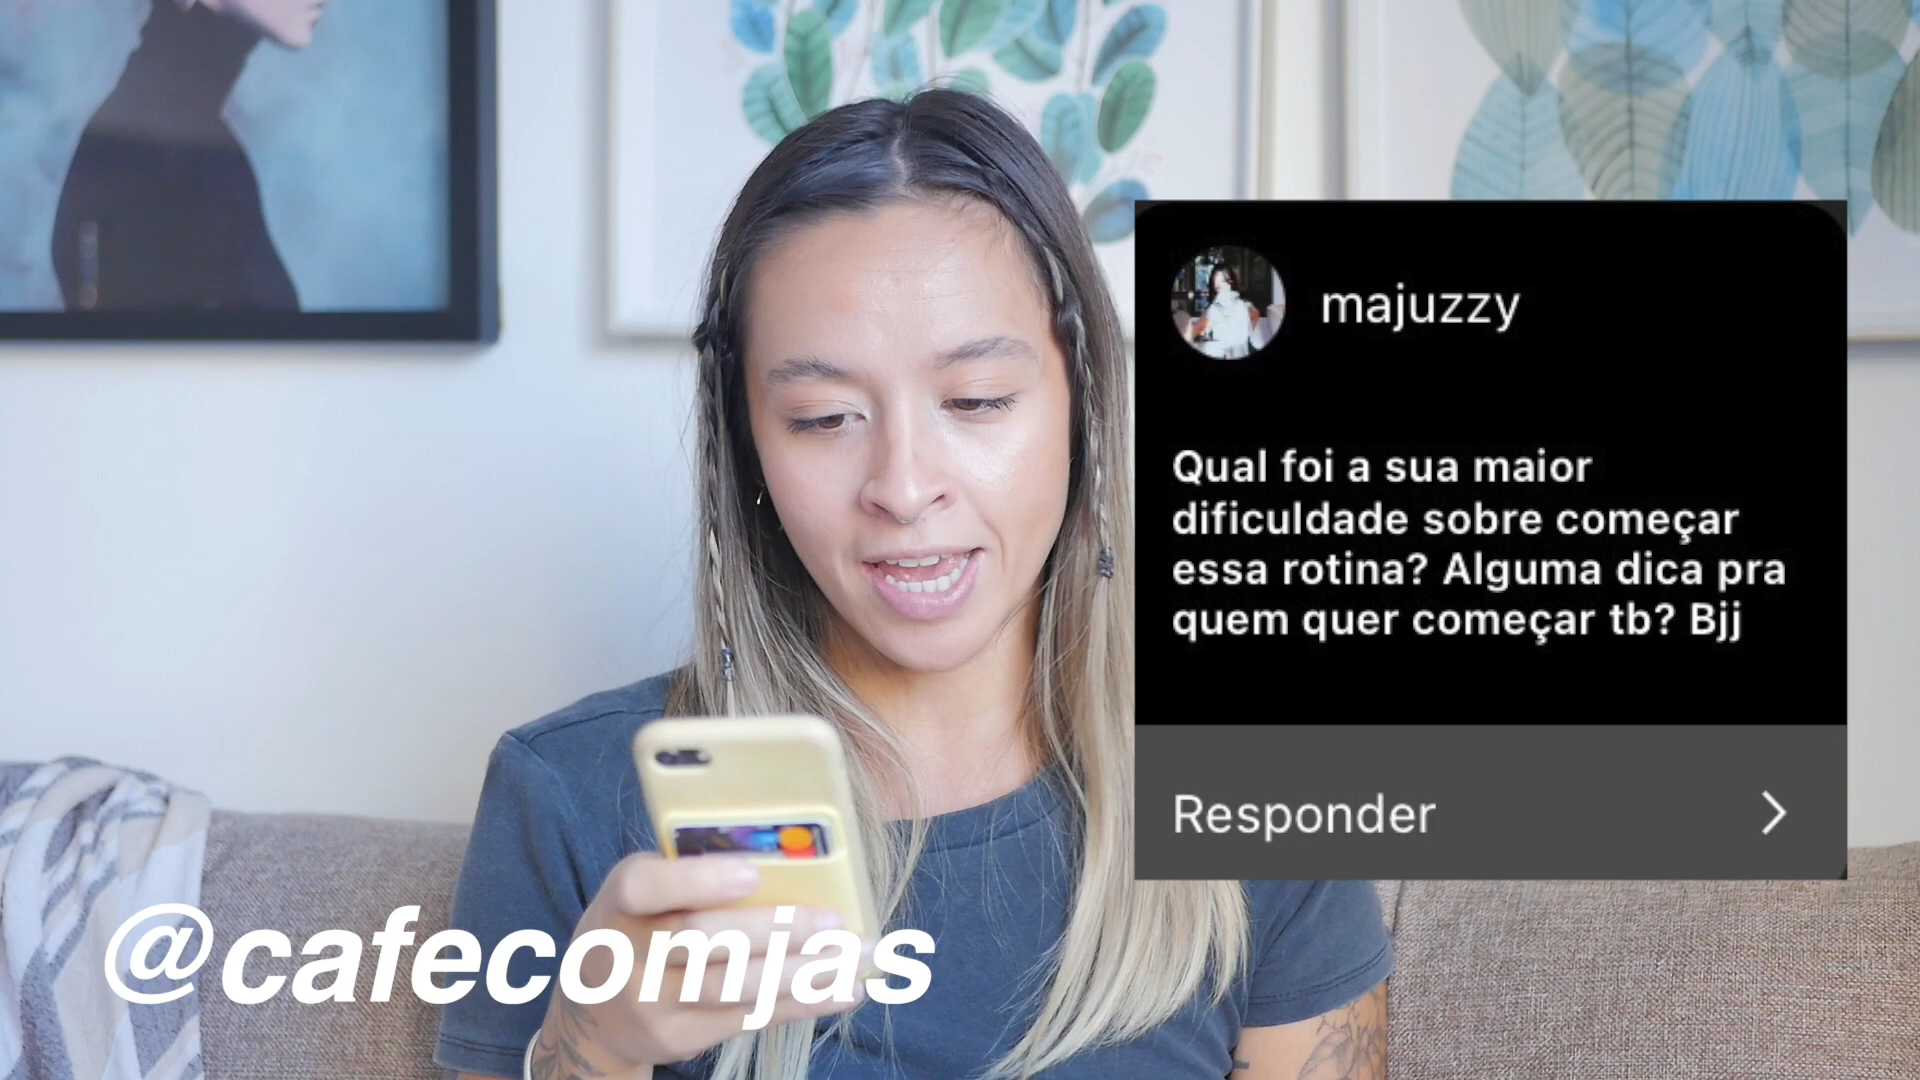 majuzzy
Qual foi a sua maior
dificuldade sobre começar
essa rotina? Alguma dica pra
quem quer começar tb? Bjj
Responder
@cafecomjas